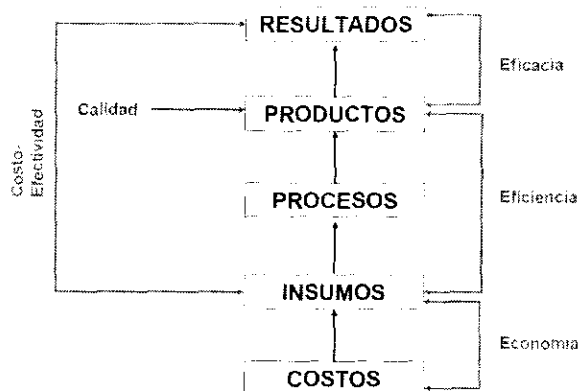 RESULTADOS
Eficacia
Calidad
PRODUCTOS
Costo-
Efectividad
PROCESOS
Eficiencia
INSUMOS
Economía
COSTOS